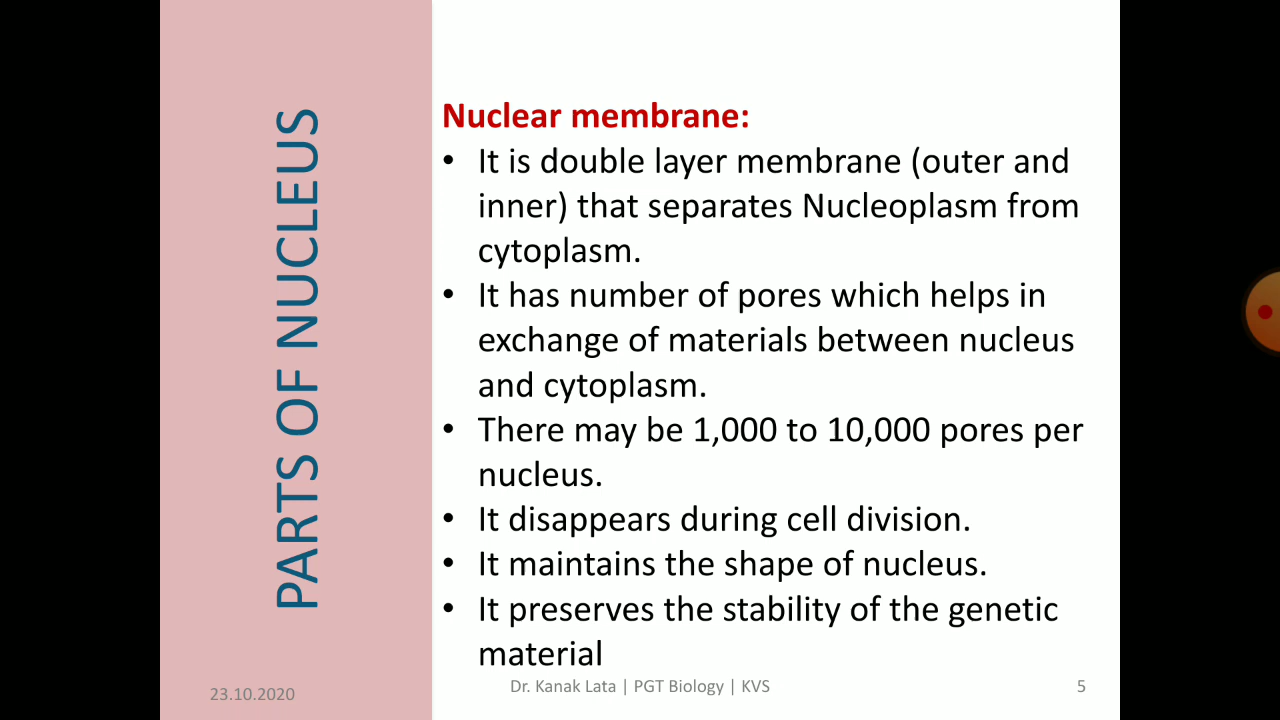 PARTS OF NUCLEUS
Nuclear membrane:
• It is double layer membrane (outer and
inner) that separates Nucleoplasm from
cytoplasm.
• It has number of pores which helps in
exchange of materials between nucleus
and cytoplasm.
• There may be 1,000 to 10,000 pores per
nucleus.
• It disappears during cell division.
• It maintains the shape of nucleus.
• It preserves the stability of the genetic
material
23.10.2020
Dr. Kanak Lata | PGT Biology | KVS
5